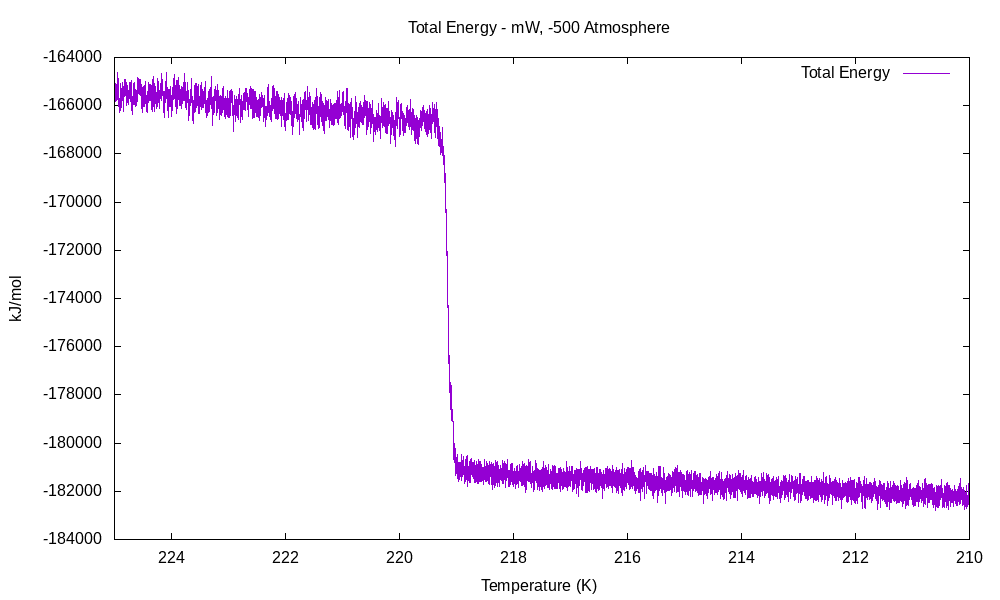 Total Energy - mW, -500 Atmosphere
Total Energy
-164000
-166000
-168000
-170000
-172000
-174000
-176000
-178000
-180000
-182000
-184000
kJ/mol
224 222 220 218 216 214 212 210
Temperature (K)